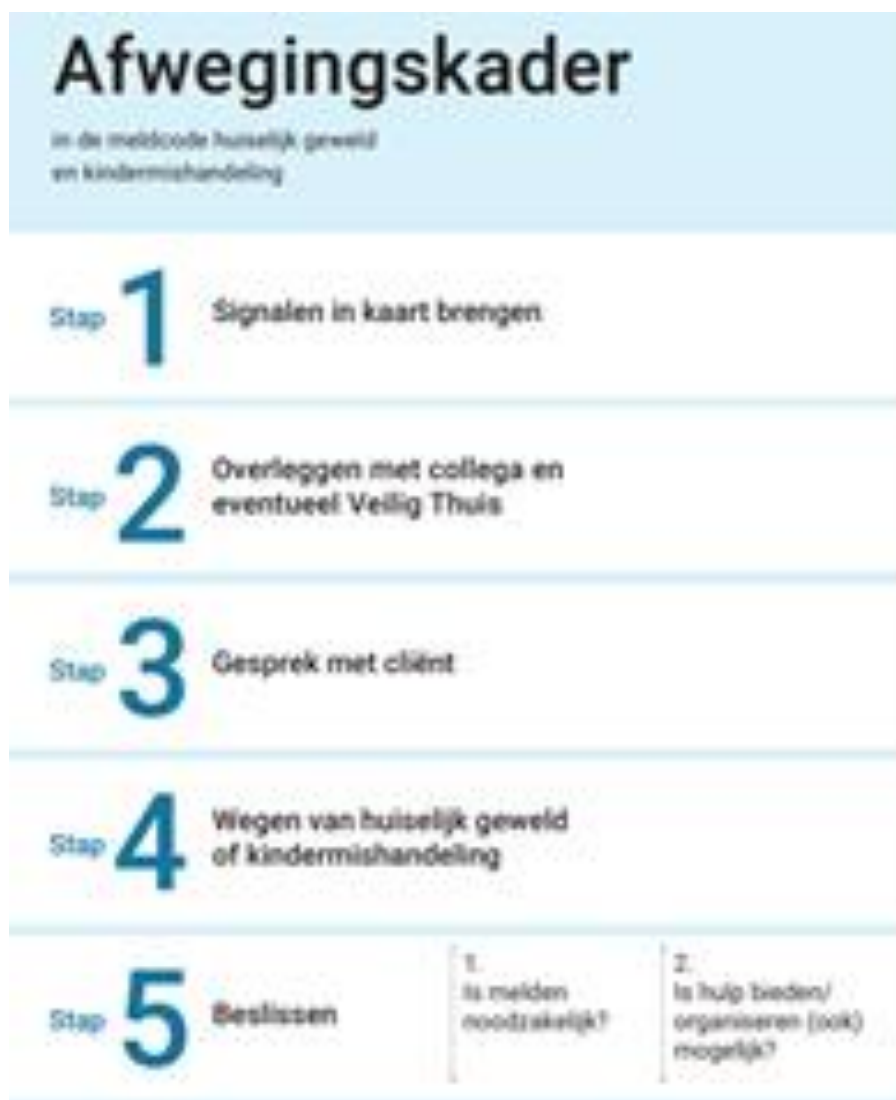 Afwegingskader
in de meldcode huiselijk geweld
en kindermishandeling
Stap 1
Signalen in kaart brengen
Stap 2
Overleggen met collega en
eventueel Veilig Thuis
Stap 3
Gesprek met cliënt
Stap 4
Wegen van huiselijk geweld
of kindermishandeling
Stap 5
Beslissen
1.
Is melden
noodzakelijk?
2.
Is hulp bieden/
organiseren (ook)
mogelijk?